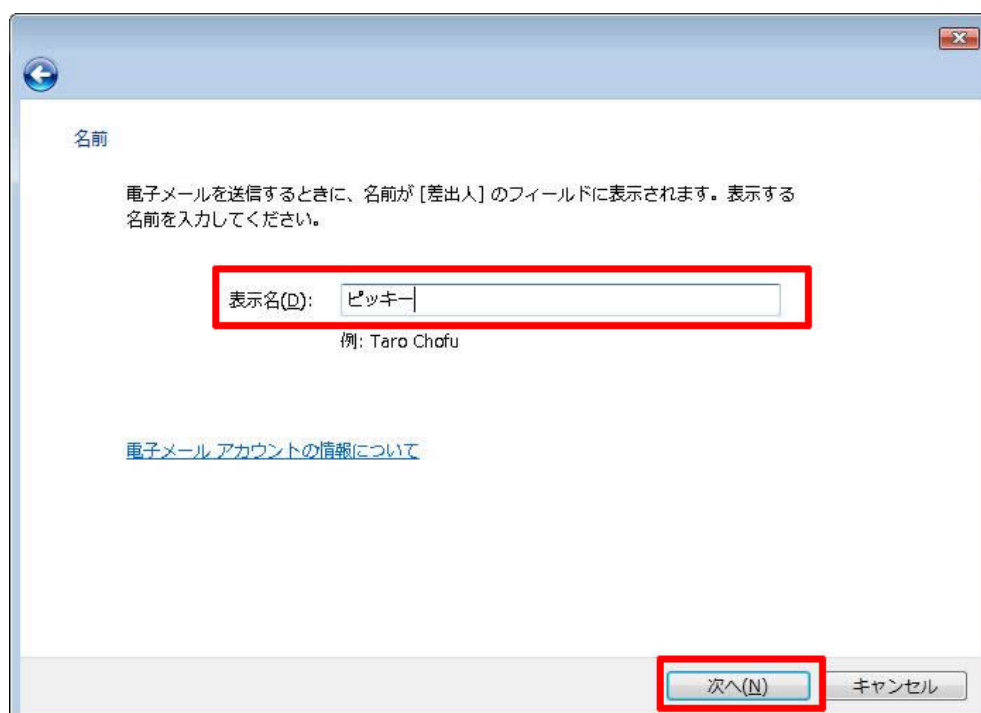 名前
電子メールを送信するときに、名前が [差出人] のフィールドに表示されます。表示する
名前を入力してください。
表示名(D): ピッキー
例: Taro Chofu
電子メール アカウントの情報について
次へ(N) キャンセル